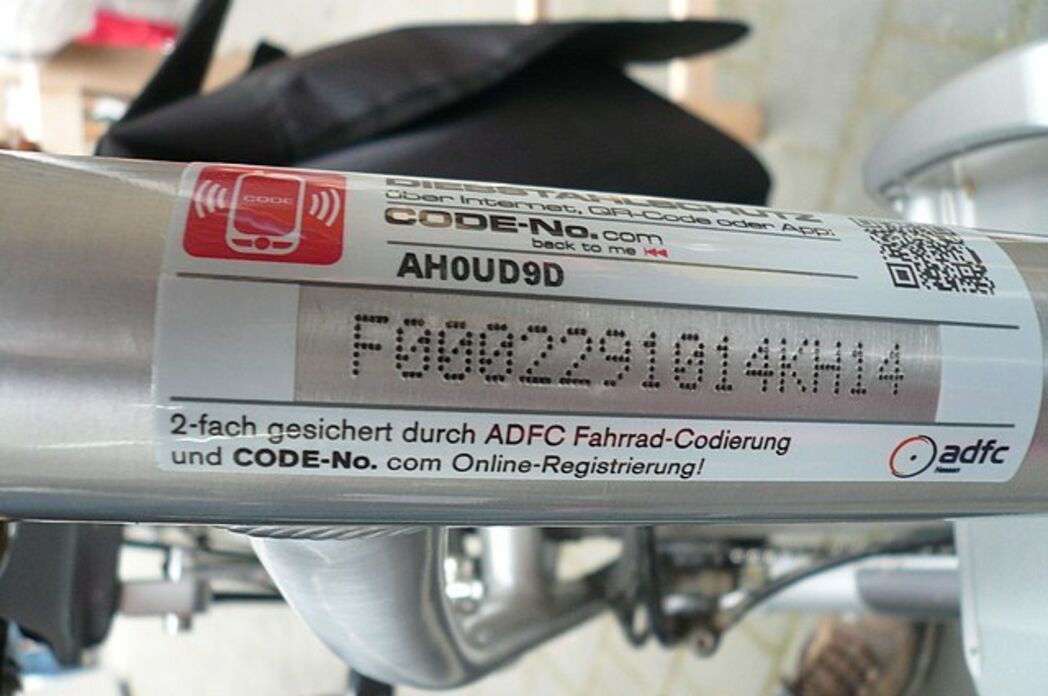 CODE
DIEBSTAHLSCHUTZ
über Internet, QR-Code oder App:
CODE-No.com
back to me
AH0UD9D
F0002291014KH14
2-fach gesichert durch ADFC Fahrrad-Codierung
und CODE-No. com Online-Registrierung!
adfc
Hessen